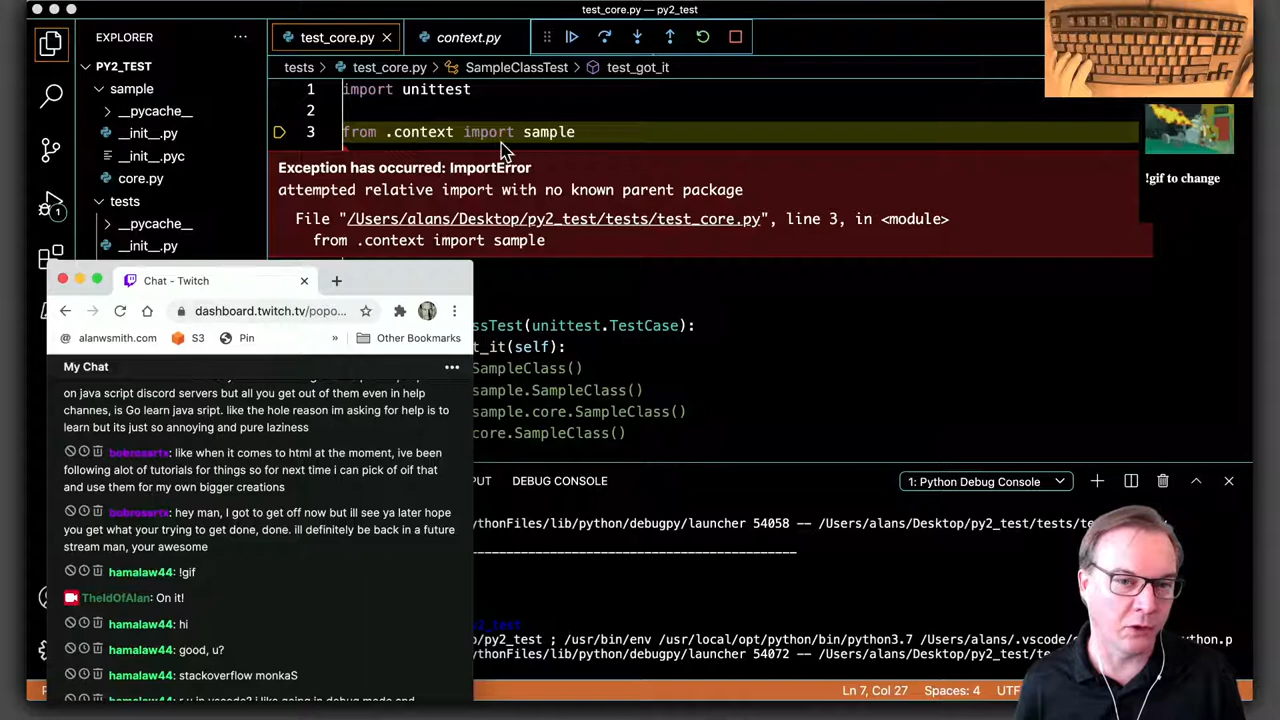 test_core.py — py2_test
EXPLORER
test_core.py
context.py
PY2_TEST
tests
test_core.py
SampleClassTest
test_got_it
sample
1 import unittest
__pycache__
2
__init__.py
3 from .context import sample
__init__.pyc
Exception has occurred: ImportError
core.py
attempted relative import with no known parent package
!gif to change
tests
File "/Users/alans/Desktop/py2_test/tests/test_core.py", line 3, in <module>
__pycache__
from .context import sample
__init__.py
1
Chat - Twitch
dashboard.twitch.tv/popo...
ssTest(unittest.TestCase):
alanwsmith.com
S3
Pin
»
Other Bookmarks
t_it(self):
My Chat
SampleClass()
sample.SampleClass()
sample.core.SampleClass()
core.SampleClass()
on java script discord servers but all you get out of them even in help
channes, is Go learn java sript. like the hole reason im asking for help is to
learn but its just so annoying and pure laziness
bobrosartx: like when it comes to html at the moment, ive been
following alot of tutorials for things so for next time i can pick of oif that
and use them for my own bigger creations
bobrosartx: hey man, I got to get off now but ill see ya later hope
you get what your trying to get done, done. ill definitely be back in a future
stream man, your awesome
hamalaw44: !gif
TheIdOfAlan: On it!
hamalaw44: hi
hamalaw44: good, u?
hamalaw44: stackoverflow monkaS
PUT
DEBUG CONSOLE
1: Python Debug Console
ythonFiles/lib/python/debugpy/launcher 54058 -- /Users/alans/Desktop/py2_test/tests/te
py2_test
p/py2_test ; /usr/bin/env /usr/local/opt/python/bin/python3.7 /Users/alans/.vscode/
ython.p
ythonFiles/lib/python/debugpy/launcher 54072 -- /Users/alans/Desktop/py2_test/te
Ln 7, Col 27
Spaces: 4
UTF